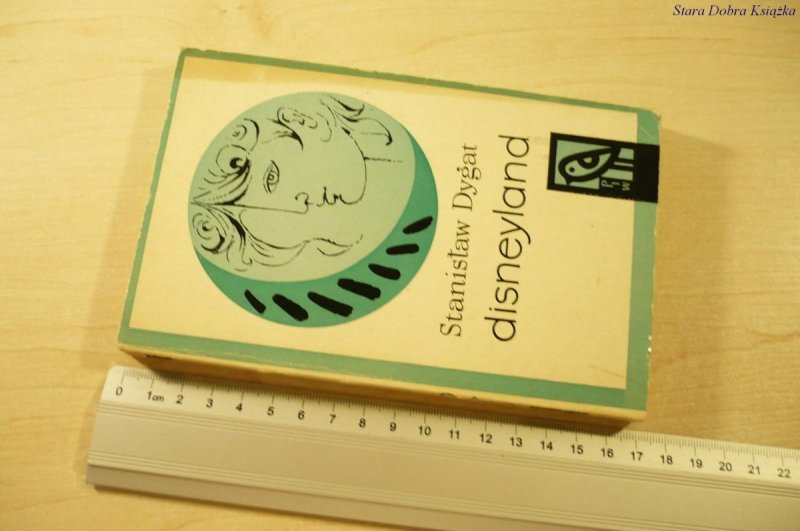 Stara Dobra Książka
Stanisław Dygat
disneyland
PIW
0 1cm 2 3 4 5 6 7 8 9 10 11 12 13 14 15 16 17 18 19 20 21 22